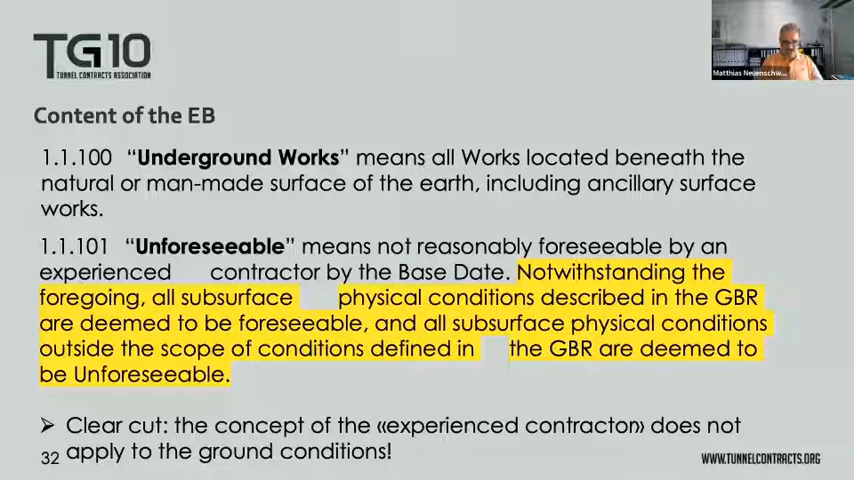 TG10
TUNNEL CONTRACTS ASSOCIATION
Matthias Neuenschw...
Content of the EB
1.1.100 “Underground Works” means all Works located beneath the
natural or man-made surface of the earth, including ancillary surface
works.
1.1.101 “Unforeseeable” means not reasonably foreseeable by an
experienced contractor by the Base Date. Notwithstanding the
foregoing, all subsurface physical conditions described in the GBR
are deemed to be foreseeable, and all subsurface physical conditions
outside the scope of conditions defined in the GBR are deemed to
be Unforeseeable.
➤ Clear cut: the concept of the «experienced contractor» does not
apply to the ground conditions!
32
WWW.TUNNELCONTRACTS.ORG